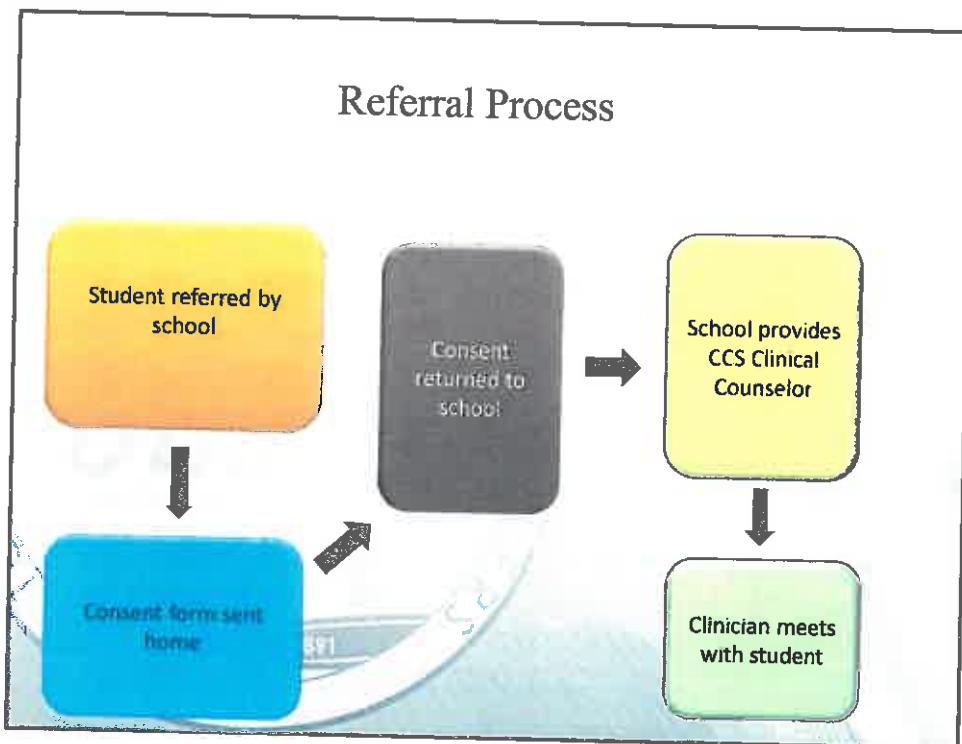 Referral Process
Student referred by
school
Consent form sent
home
891
Consent
returned to
school
School provides
CCS Clinical
Counselor
Clinician meets
with student